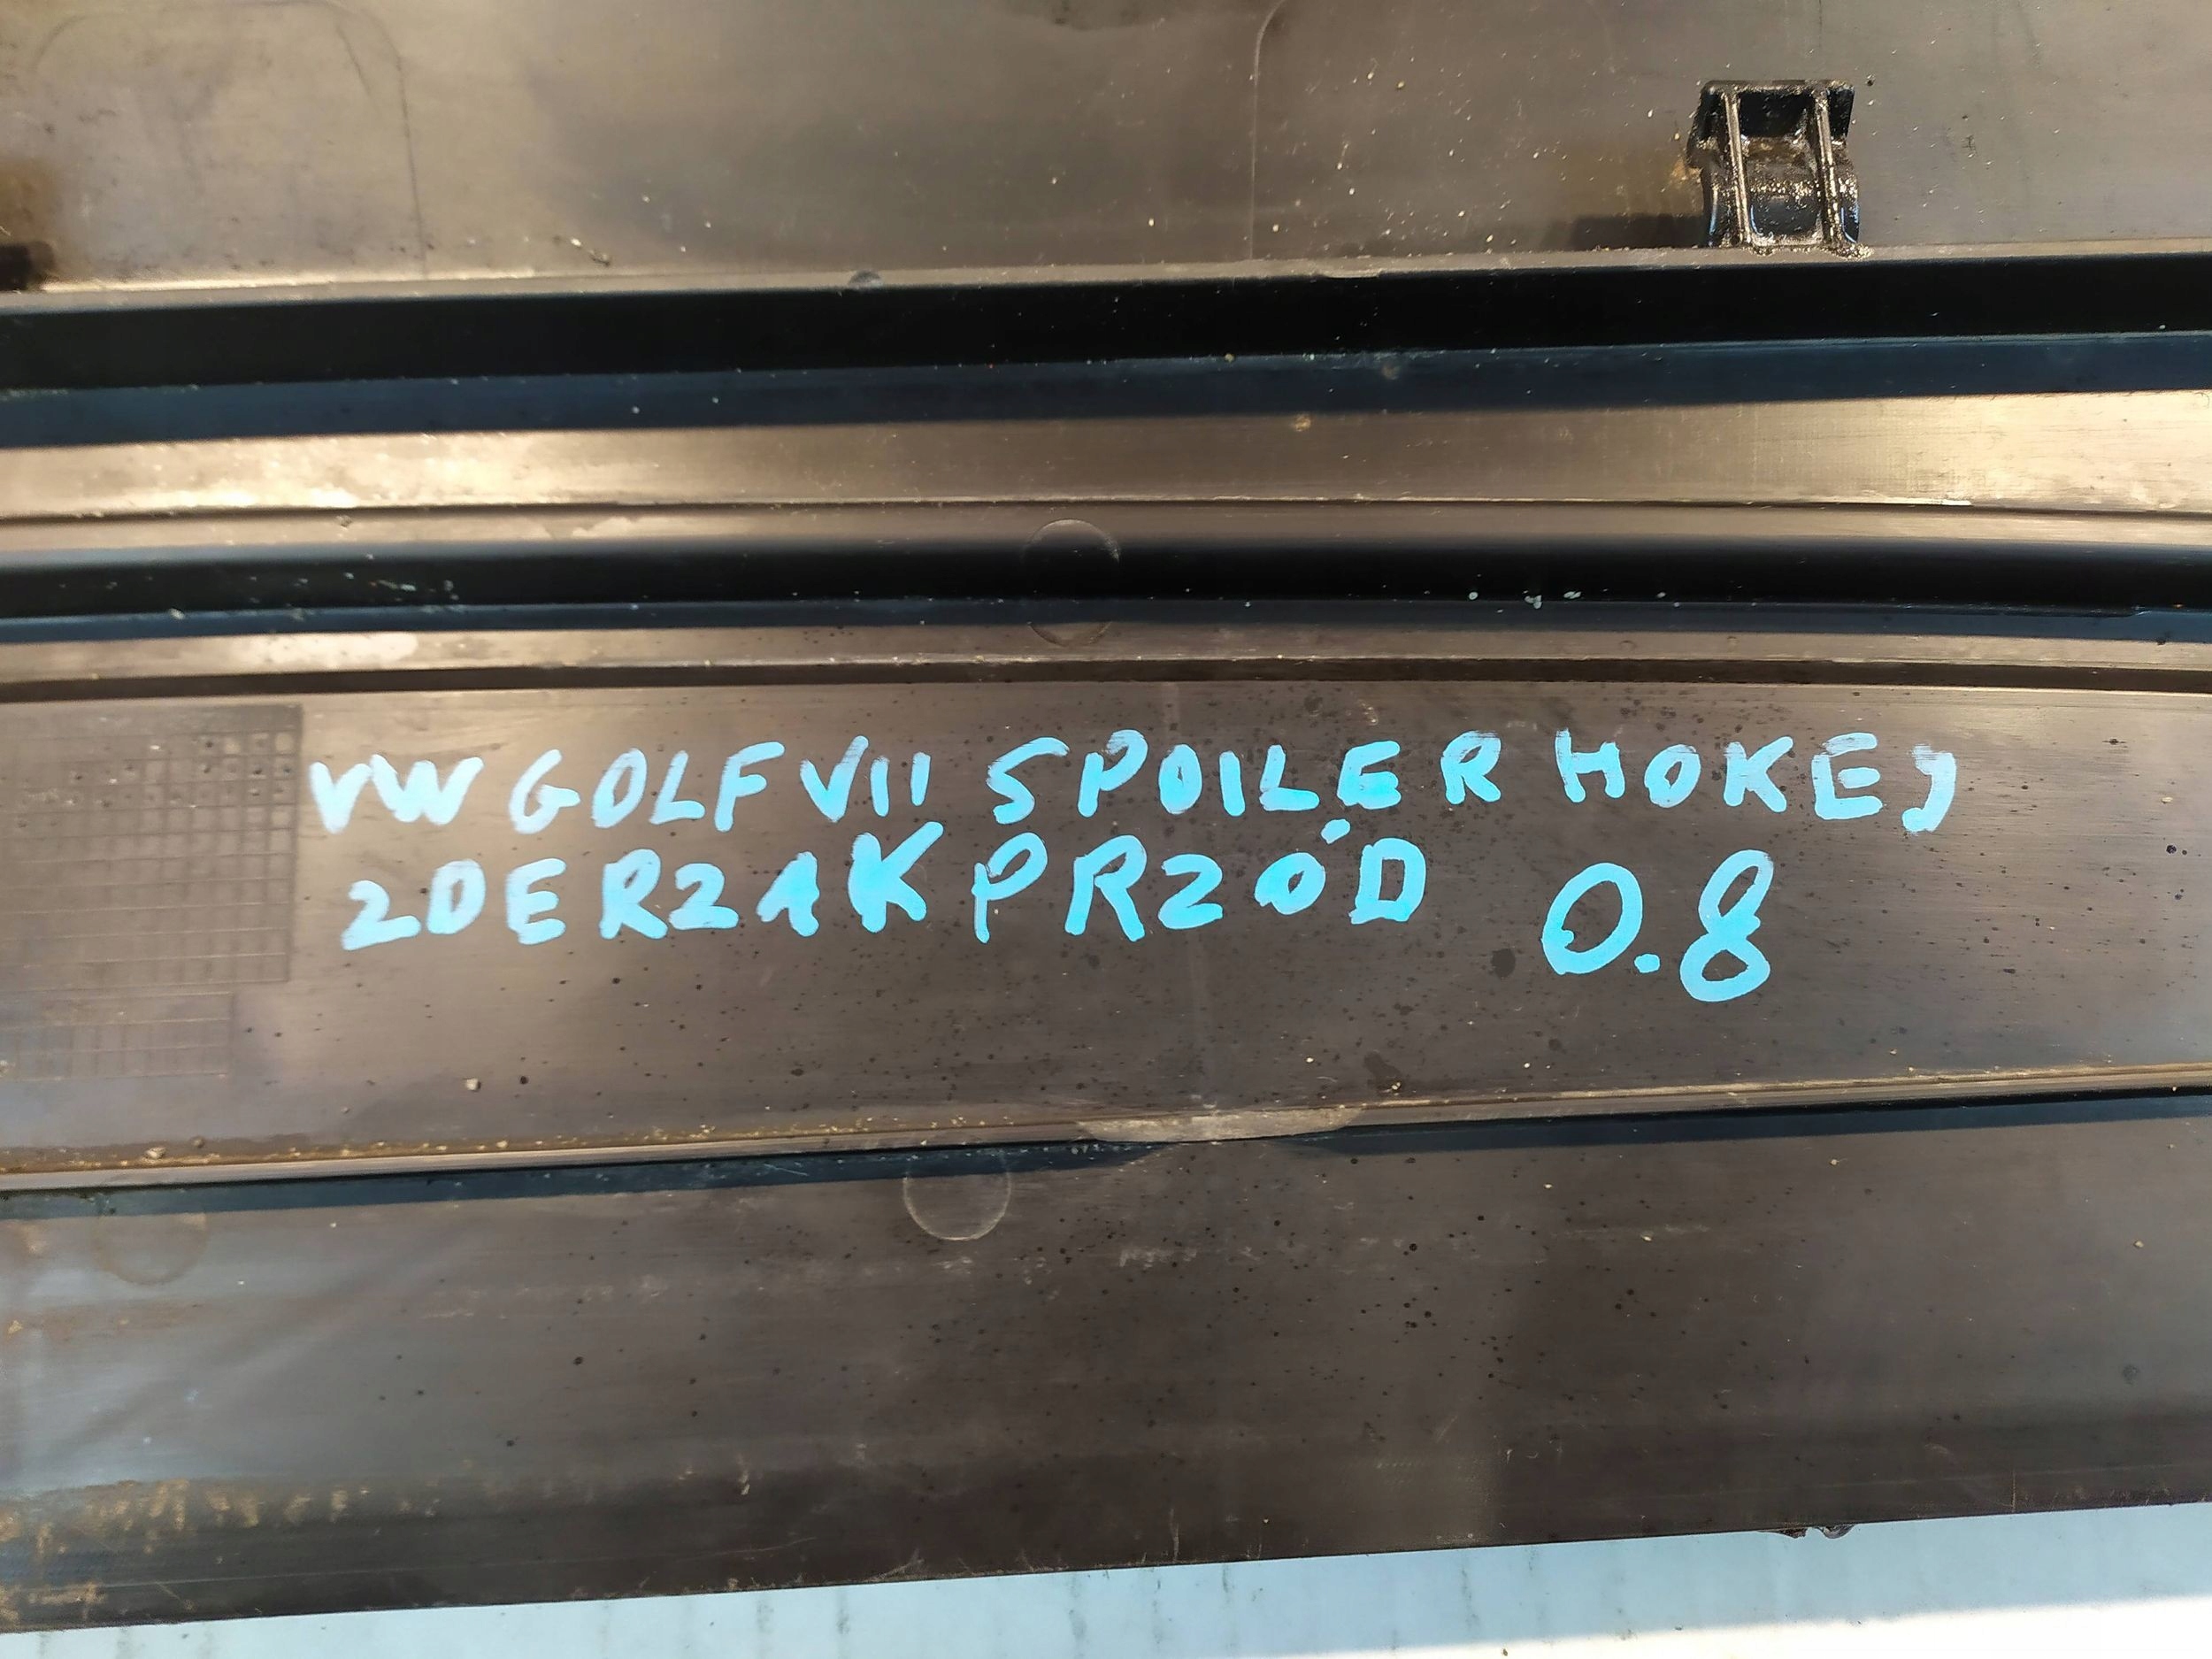 VW GOLF VII SPOILER HOKEJ
ZDERZAK PRZÓD 0.8